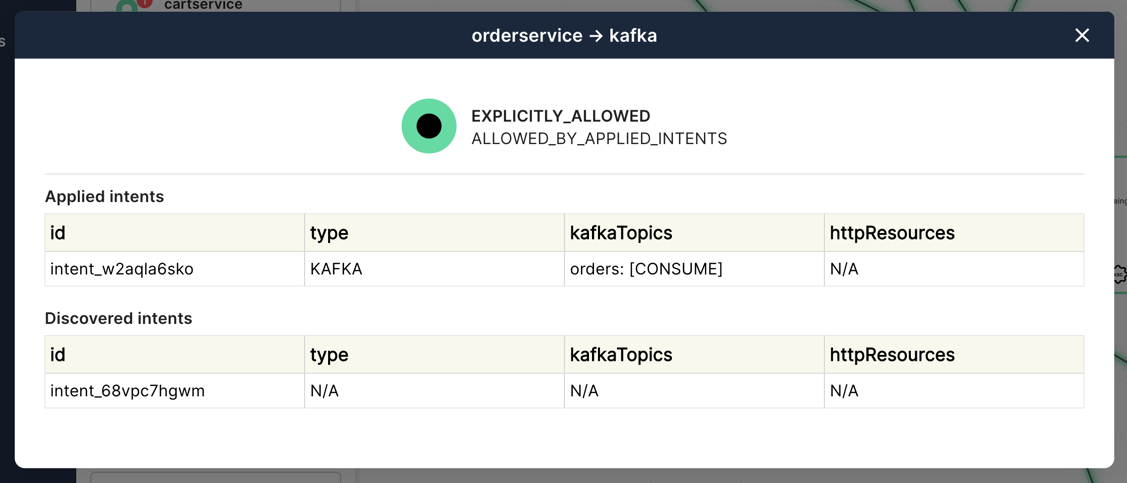 cartservice
orderservice → kafka
EXPLICITLY_ALLOWED
ALLOWED_BY_APPLIED_INTENTS
Applied intents
id type kafkaTopics httpResources
intent_w2aqla6sko KAFKA orders: [CONSUME] N/A
Discovered intents
id type kafkaTopics httpResources
intent_68vpc7hgwm N/A N/A N/A